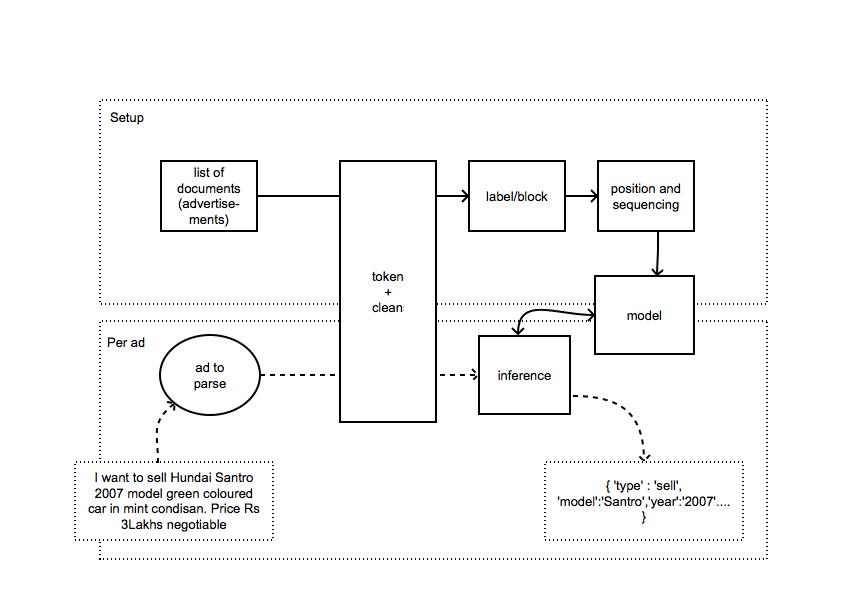 Setup
list of
documents
(advertise-
ments)
token
+
clean
label/block
position and
sequencing
model
Per ad
ad to
parse
inference
I want to sell Hundai Santro
2007 model green coloured
car in mint condisan. Price Rs
3Lakhs negotiable
{ 'type' : 'sell',
'model':'Santro','year':'2007'....
}